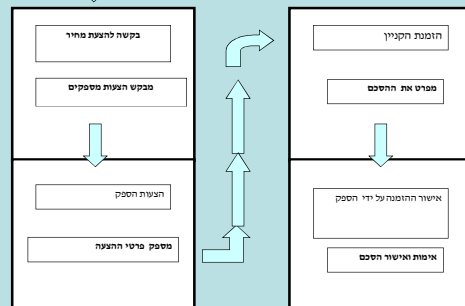 בקשה להצעת מחיר
מבקש הצעות מספקים
הצעות הספק
מספק פרטי ההצעה
הזמנת הקניין
מפרט את ההסכם
אישור ההזמנה על ידי הספק
אימות ואישור הסכם